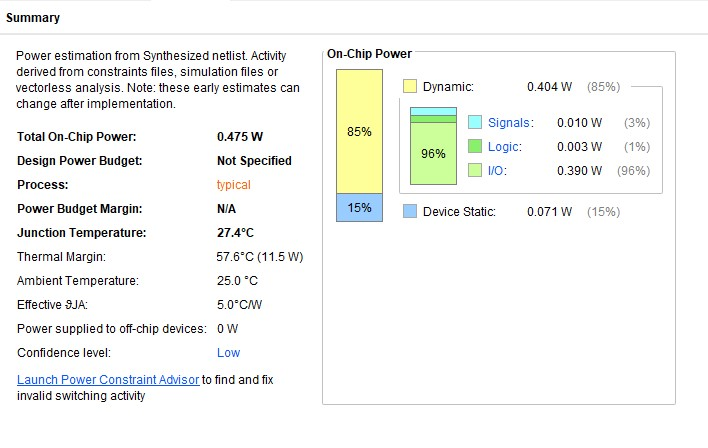 Summary
Power estimation from Synthesized netlist. Activity
derived from constraints files, simulation files or
vectorless analysis. Note: these early estimates can
change after implementation.
Total On-Chip Power: 0.475 W
Design Power Budget: Not Specified
Process: typical
Power Budget Margin: N/A
Junction Temperature: 27.4°C
Thermal Margin: 57.6°C (11.5 W)
Ambient Temperature: 25.0 °C
Effective ϑJA: 5.0°C/W
Power supplied to off-chip devices: 0 W
Confidence level: Low
Launch Power Constraint Advisor to find and fix
invalid switching activity
On-Chip Power
85%
15%
Dynamic: 0.404 W (85%)
96%
Signals: 0.010 W (3%)
Logic: 0.003 W (1%)
I/O: 0.390 W (96%)
Device Static: 0.071 W (15%)